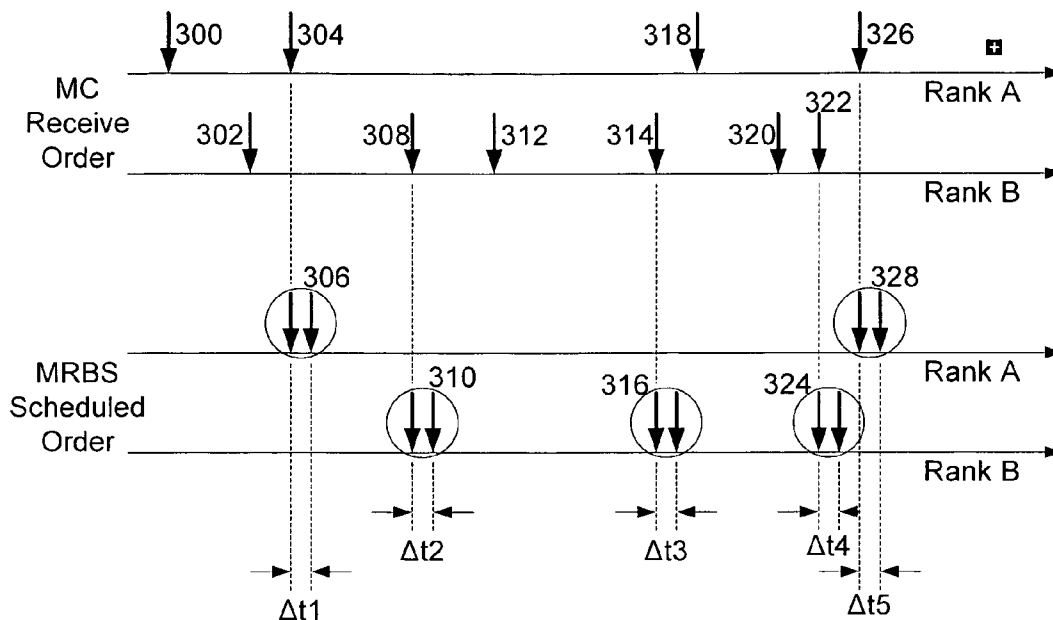 300
304
318
326
MC
Receive
Order
Rank A
302
308
312
314
320
322
Rank B
306
328
MRBS
Scheduled
Order
Rank A
310
316
324
Rank B
Δt2
Δt3
Δt4
Δt1
Δt5